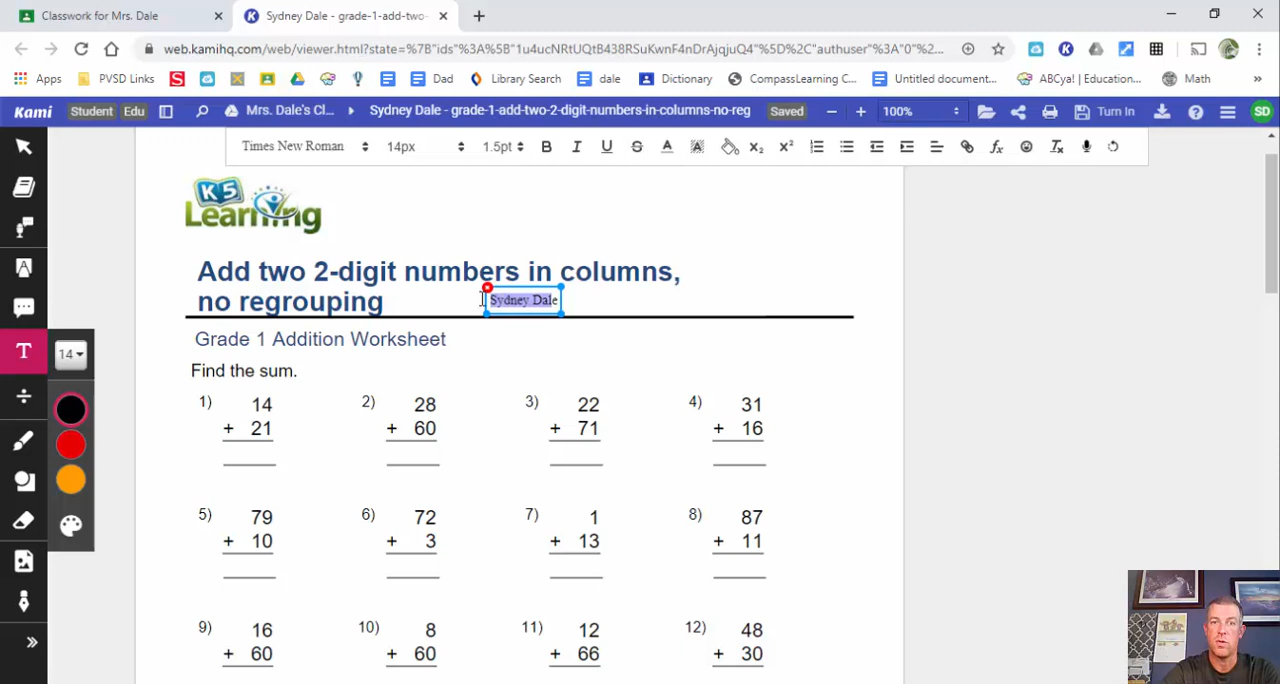 Classwork for Mrs. Dale
Sydney Dale - grade-1-add-two-
web.kamihq.com/web/viewer.html?state=%7B"ids"%3A%5B"1u4ucNRtUQtB438RSuKwnF4nDrAjqjuQ4"%5D%2C"authuser"%3A"0"%2C...
Apps PVSD Links Dad Library Search dale Dictionary CompassLearning C... Untitled document... ABCya! | Education... Math »
Kami Student Edu Mrs. Dale's Cl... Sydney Dale - grade-1-add-two-2-digit-numbers-in-columns-no-reg Saved 100% Turn In SD
Times New Roman 14px 1.5pt B I U S A A x₂ x² fx Tx
K5
Learning
Add two 2-digit numbers in columns,
no regrouping
Sydney Dale
Grade 1 Addition Worksheet
T 14
Find the sum.
1) 14 2) 28 3) 22 4) 31
+ 21 + 60 + 71 + 16
5) 79 6) 72 7) 1 8) 87
+ 10 + 3 + 13 + 11
9) 16 10) 8 11) 12 12) 48
+ 60 + 60 + 66 + 30